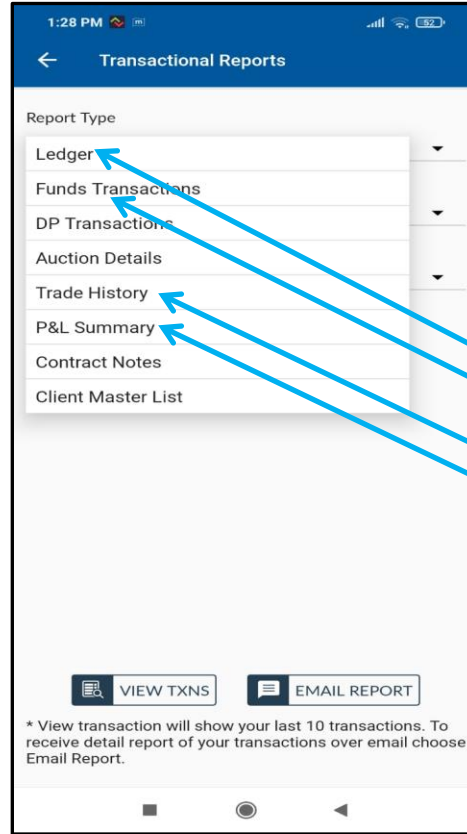 1:28 PM
52
Transactional Reports
Report Type
Ledger
Funds Transactions
DP Transactions
Auction Details
Trade History
P&L Summary
Contract Notes
Client Master List
VIEW TXNS
EMAIL REPORT
* View transaction will show your last 10 transactions. To
receive detail report of your transactions over email choose
Email Report.